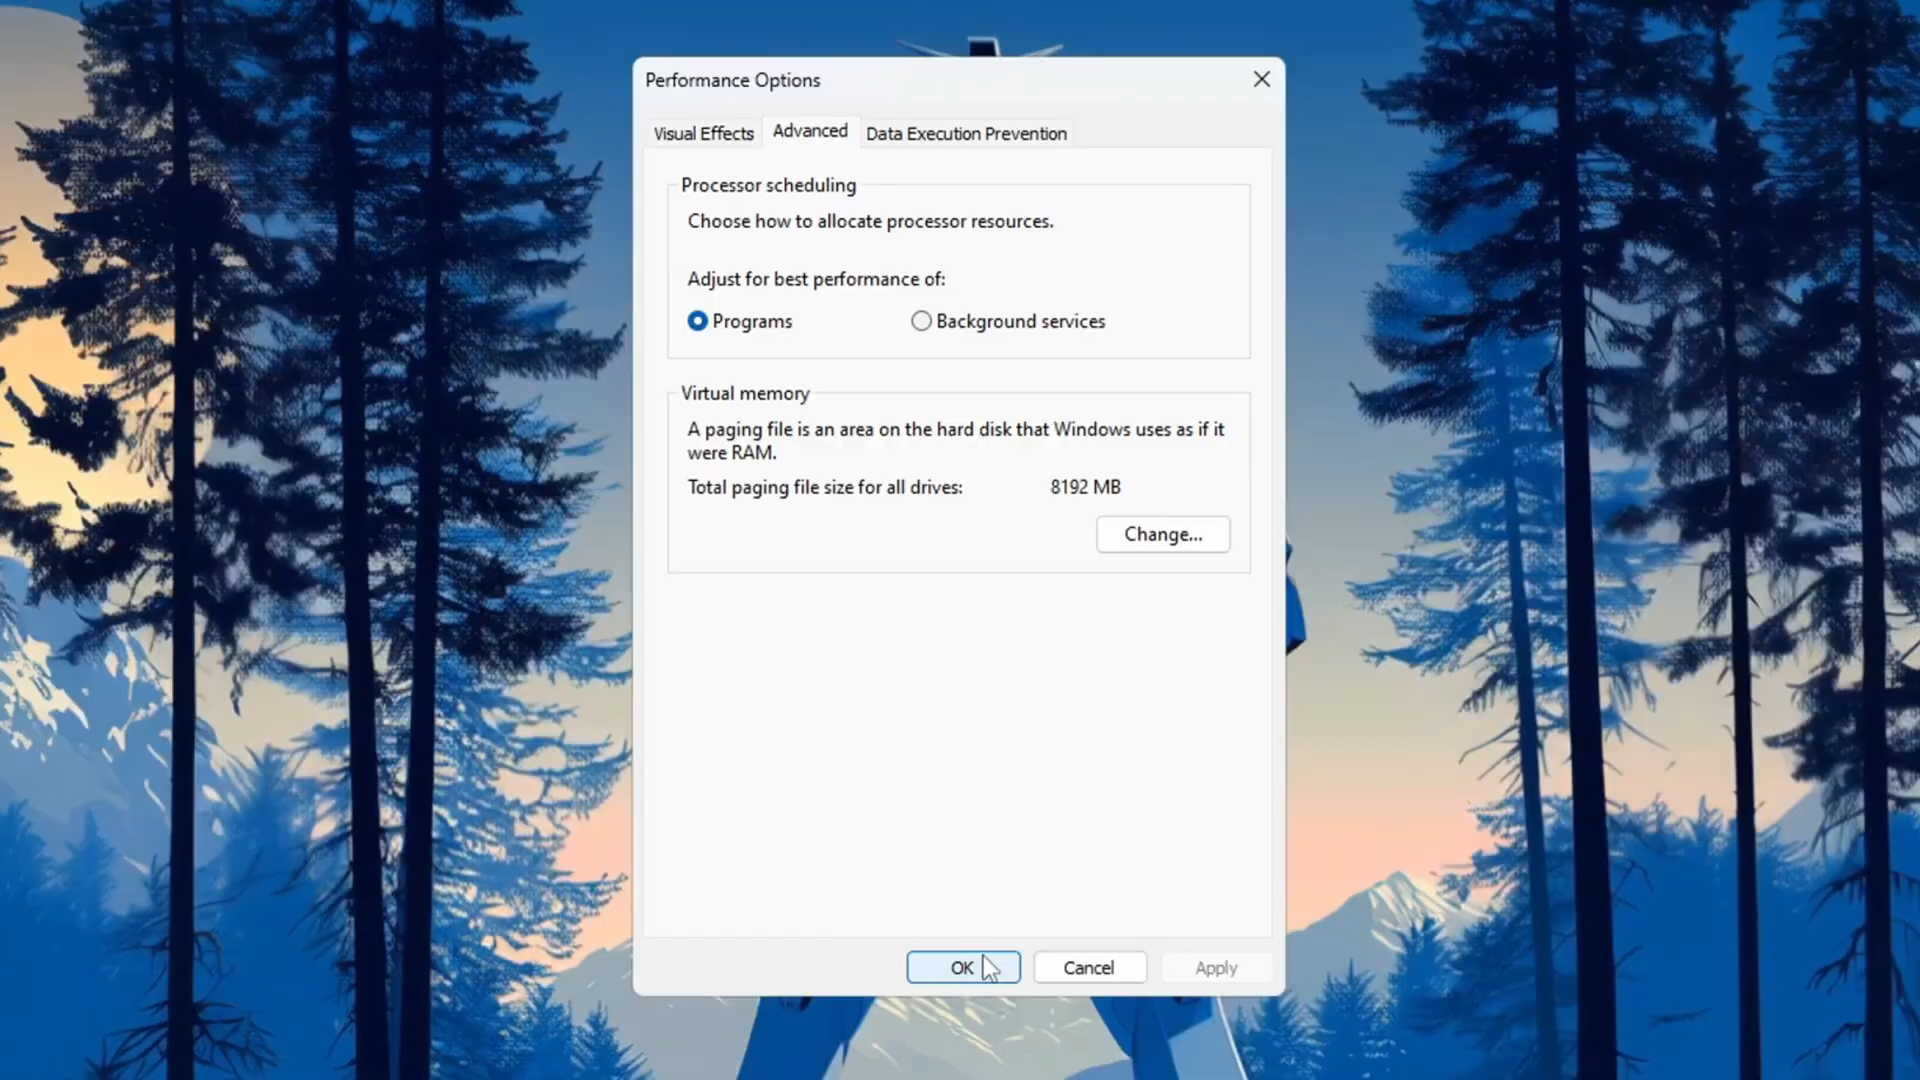 Performance Options
Visual Effects
Advanced
Data Execution Prevention
Processor scheduling
Choose how to allocate processor resources.
Adjust for best performance of:
Programs
Background services
Virtual memory
A paging file is an area on the hard disk that Windows uses as if it
were RAM.
Total paging file size for all drives: 8192 MB
Change...
OK
Cancel
Apply